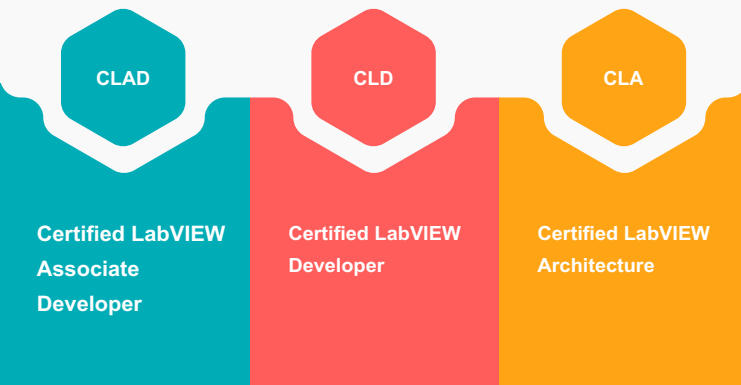 CLAD
CLD
CLA
Certified LabVIEW
Associate
Developer
Certified LabVIEW
Developer
Certified LabVIEW
Architecture